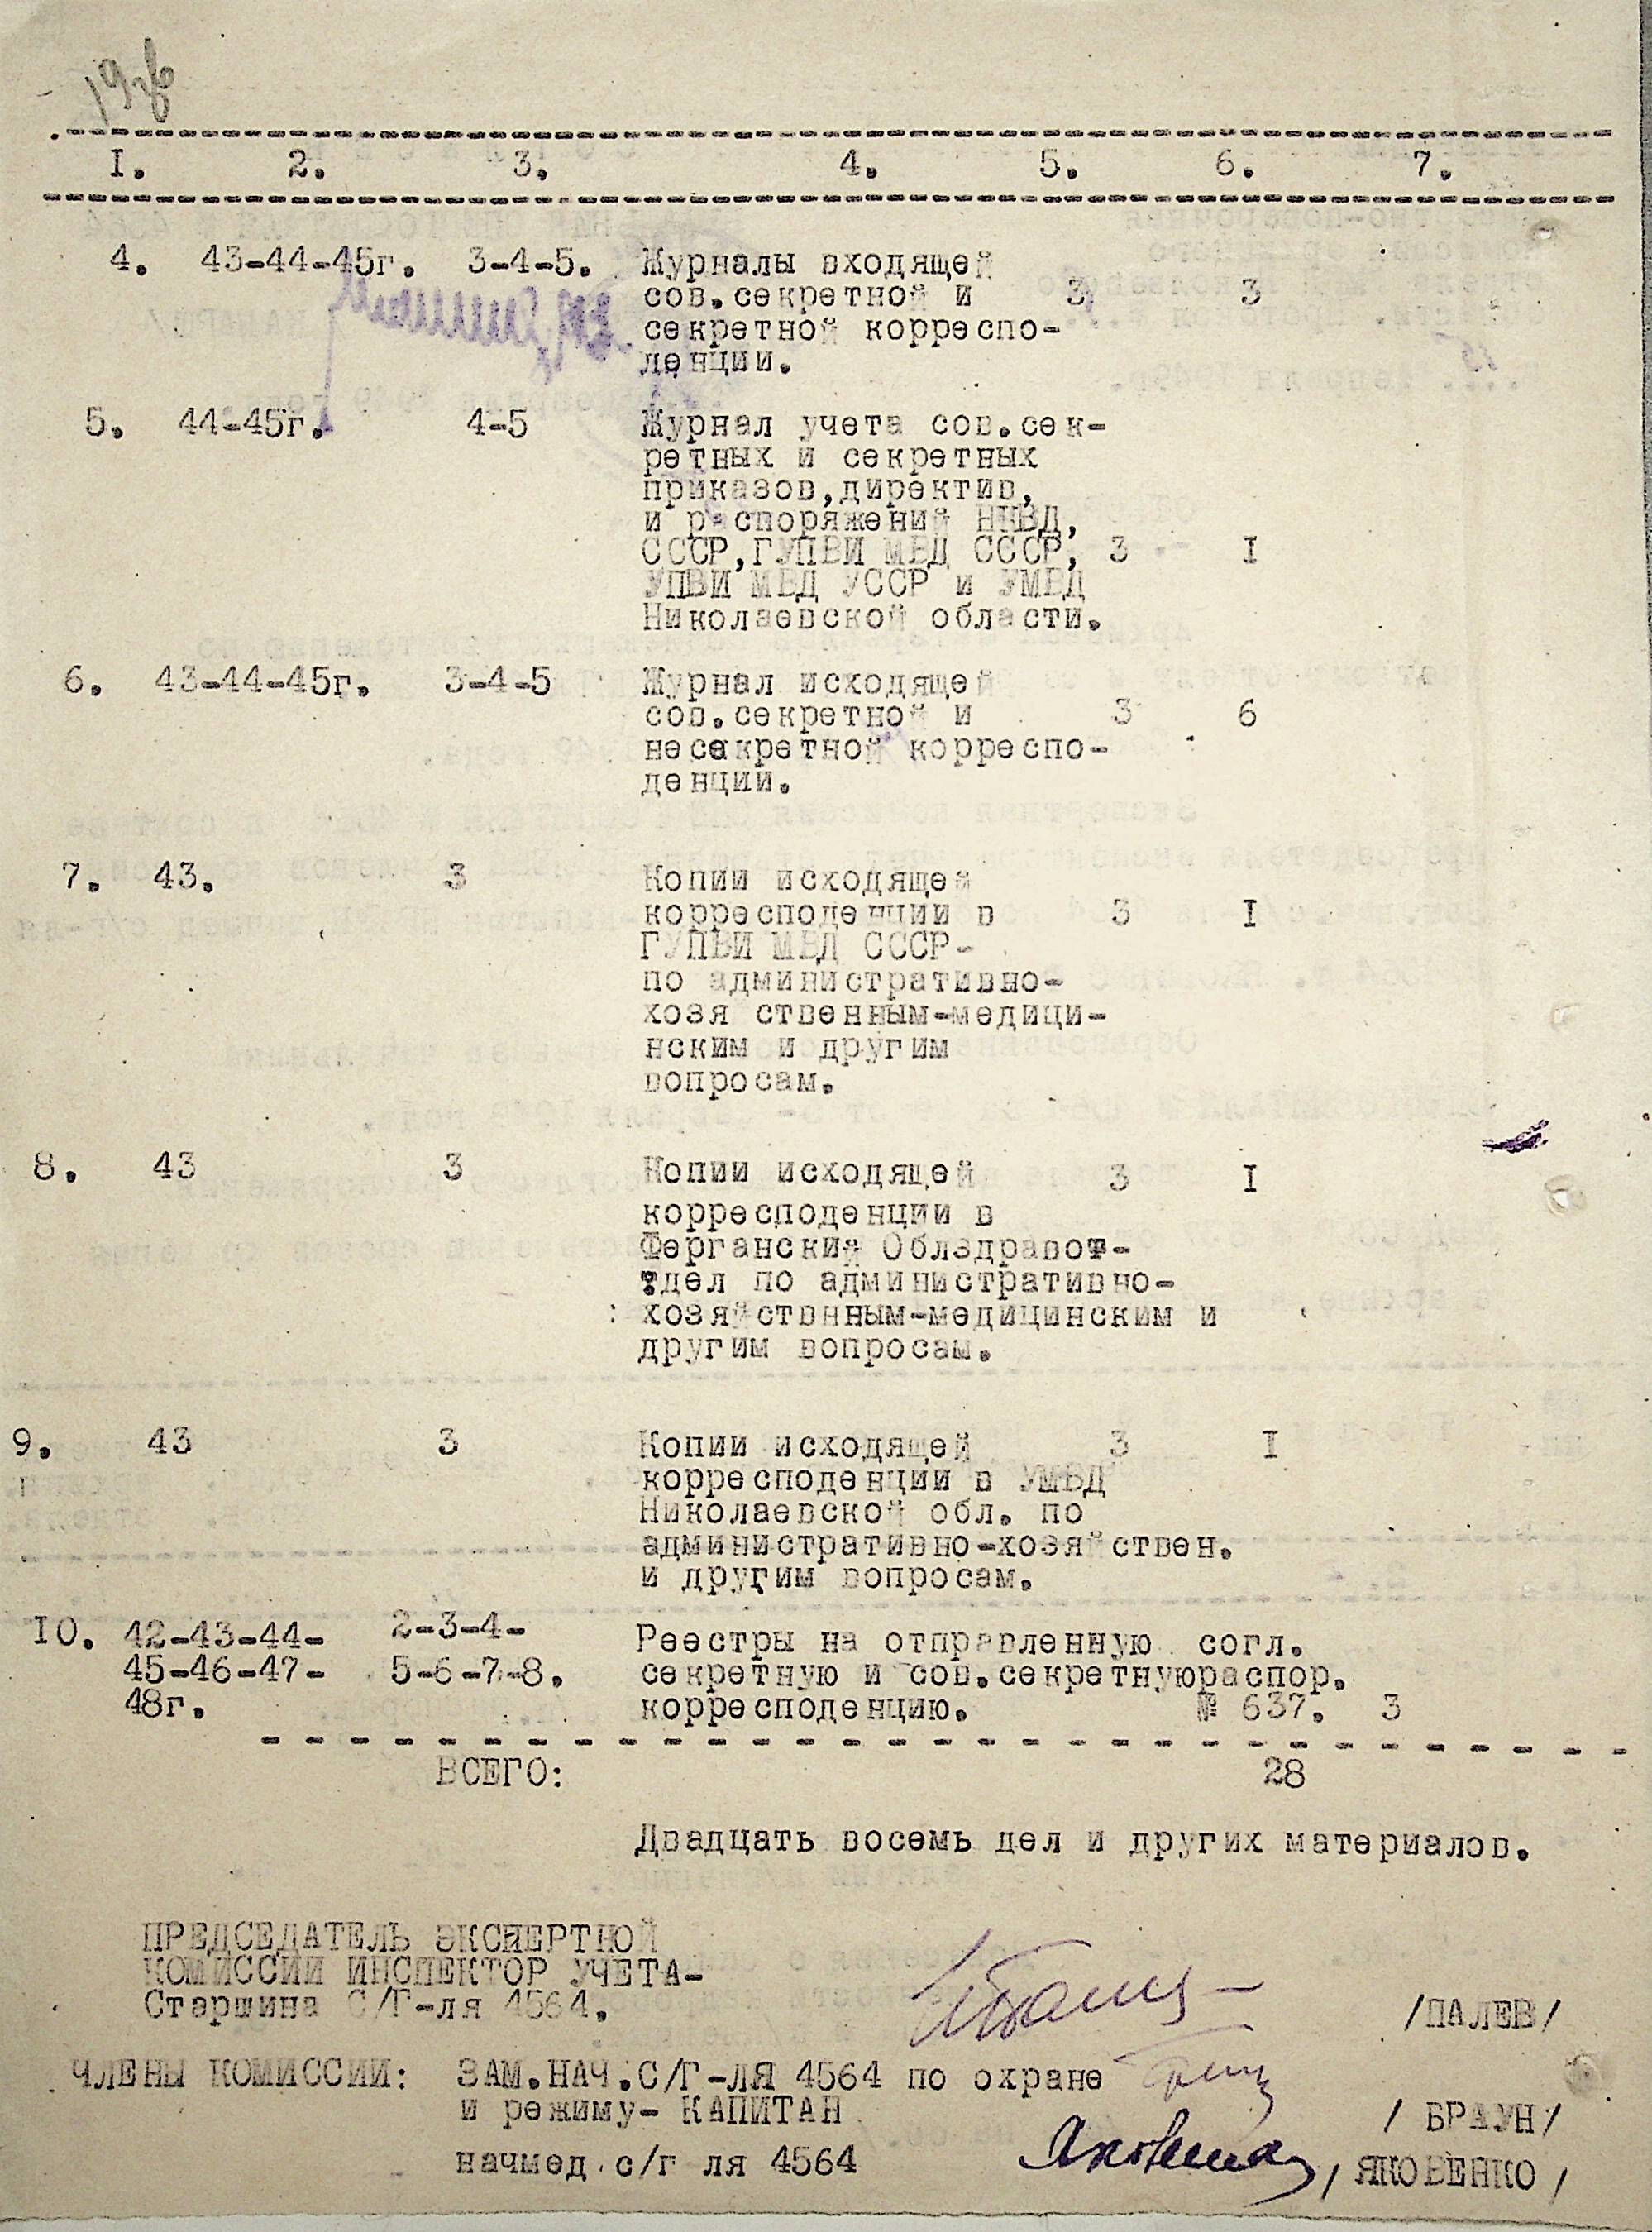 I. 2. 3. 4. 5. 6. 7.
4. 43-44-45г. 3-4-5. Журналы входящей
сов.секретной и 3 3
секретной корреспо-
денции.
5. 44-45г. 4-5 Журнал учета сов.сек-
ретных и секретных
приказов,директив,
и распоряжений НКВД,
СССР,ГУПВИ МВД СССР, 3 - I
УПВИ МВД УССР и УМВД
Николаевской области.
6. 43-44-45г. 3-4-5 Журнал исходящей
сов.секретной и 3 6
несекретной корреспо-
денции.
7. 43. 3 Копии исходящей
корресподенции в 3 I
ГУПВИ МВД СССР-
по административно-
хозя ственным-медици-
нским и другим
вопросам.
8. 43 3 Копии исходящей 3 I
корресподенции в
Ферганский Облздравот-
тдел по административно-
хозяйствнным-медицинским и
другим вопросам.
9. 43 3 Копии исходящей 3 I
корресподенции в УМВД
Николаевской обл. по
административно-хозяйствен.
и другим вопросам.
IO. 42-43-44- 2-3-4- Реестры на отправленную согл.
45-46-47- 5-6-7-8. секретную и сов.секретнуюраспор.
48г. корресподенцию. № 637. 3
ВСЕГО: 28
Двадцать восемь дел и других материалов.
ПРЕДСЕДАТЕЛЬ ЭКСПЕРТНОЙ
КОМИССИИ ИНСПЕКТОР УЧЕТА-
Старшина С/Г-ля 4564. /ПАЛЕВ/
ЧЛЕНЫ КОМИССИИ: ЗАМ.НАЧ.С/Г-ЛЯ 4564 по охране
и режиму- КАПИТАН / БРАУН/
начмед с/г ля 4564 Яковенко / ЯКОВЕНКО /